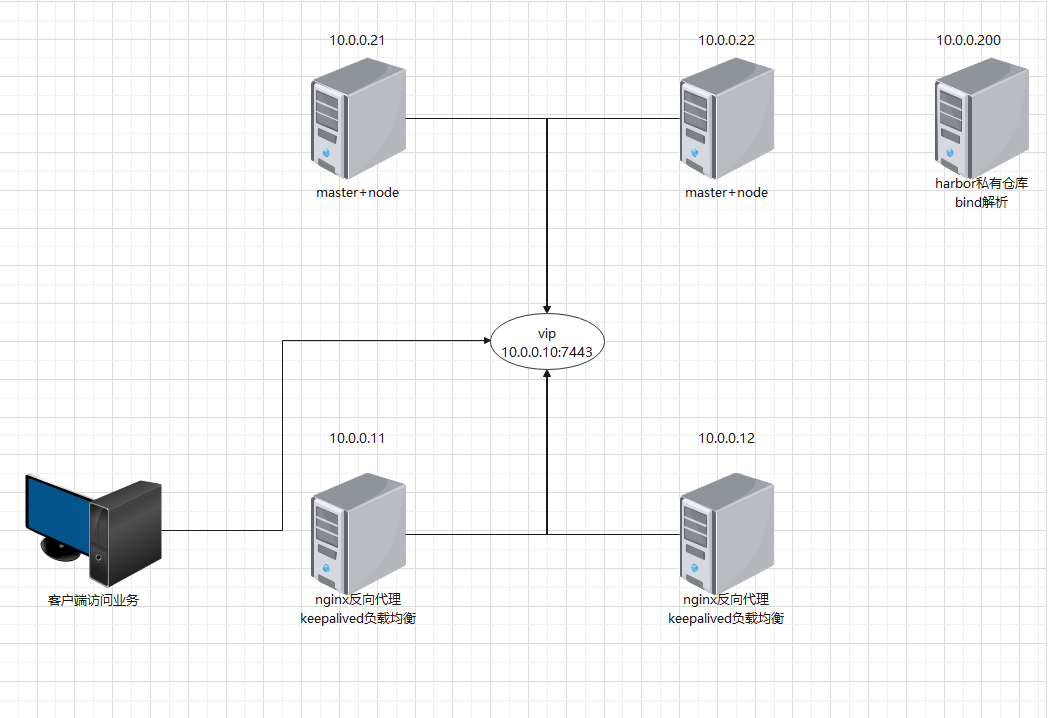 10.0.0.21
10.0.0.22
10.0.0.200
master+node
master+node
harbor私有仓库
bind解析
vip
10.0.0.10:7443
10.0.0.11
10.0.0.12
客户端访问业务
nginx反向代理
keepalived负载均衡
nginx反向代理
keepalived负载均衡